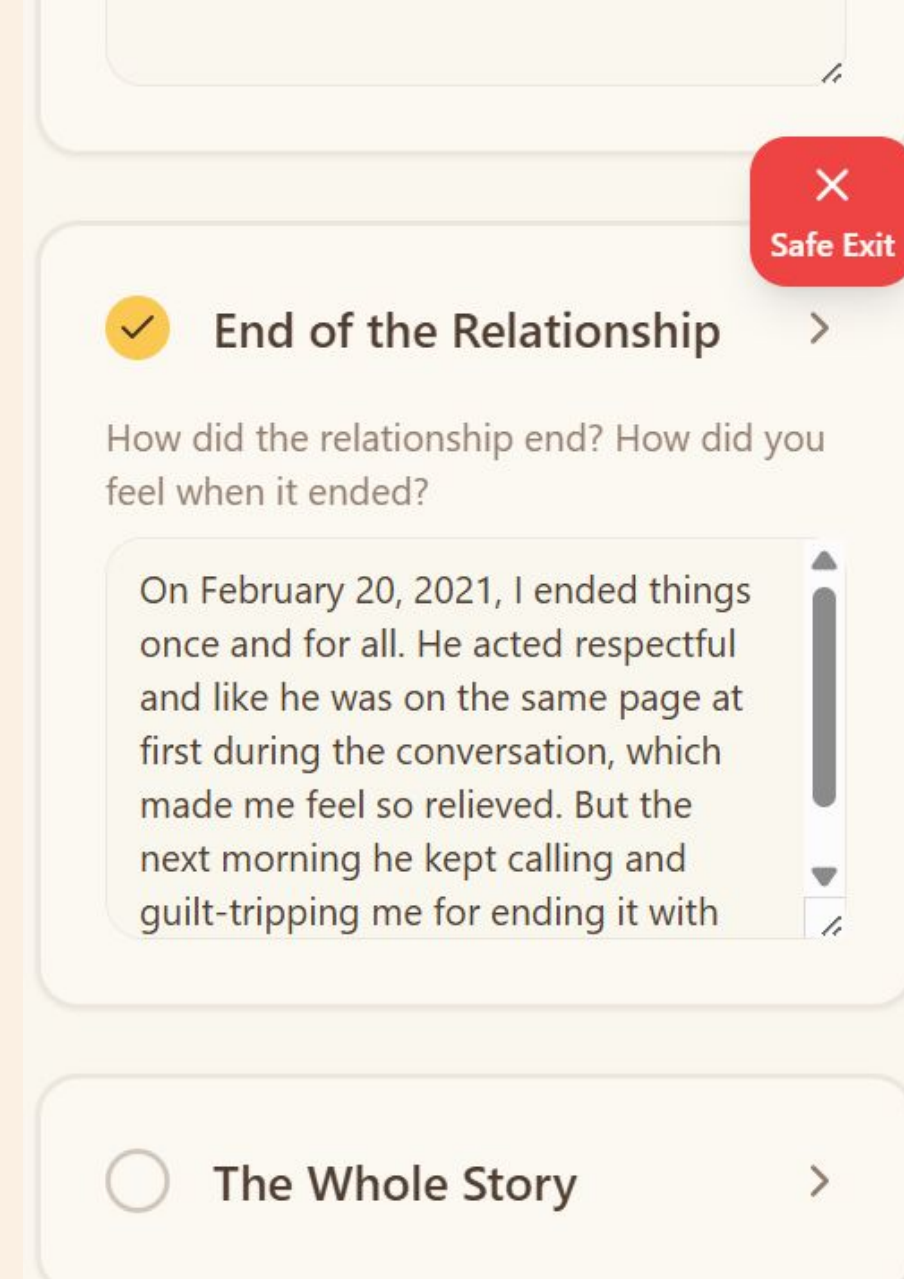 Safe Exit
End of the Relationship
How did the relationship end? How did you
feel when it ended?
On February 20, 2021, I ended things
once and for all. He acted respectful
and like he was on the same page at
first during the conversation, which
made me feel so relieved. But the
next morning he kept calling and
guilt-tripping me for ending it with
The Whole Story